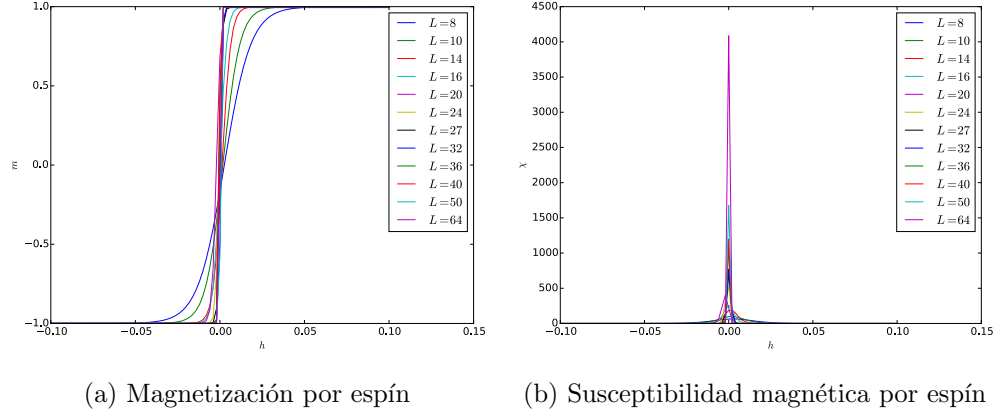 1.0
0.5
0.0
−0.5
−1.0
m
−0.10
−0.05
0.00
0.05
0.10
0.15
h
L=8
L=10
L=14
L=16
L=20
L=24
L=27
L=32
L=36
L=40
L=50
L=64
4500
4000
3500
3000
2500
2000
1500
1000
500
0
χ
−0.10
−0.05
0.00
0.05
0.10
0.15
h
L=8
L=10
L=14
L=16
L=20
L=24
L=27
L=32
L=36
L=40
L=50
L=64
(a) Magnetización por espín
(b) Susceptibilidad magnética por espín